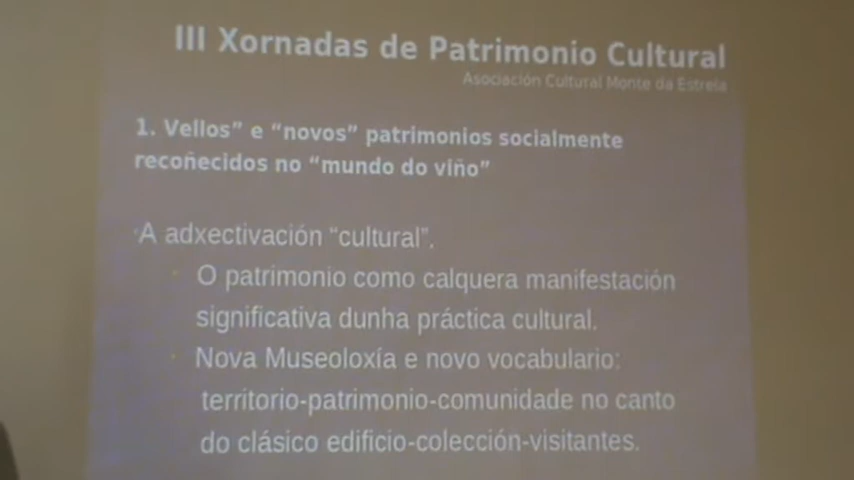 III Xornadas de Patrimonio Cultural
Asociación Cultural Monte da Estrela
1. Vellos” e “novos” patrimonios socialmente
recoñecidos no “mundo do viño”
·A adxectivación “cultural”.
· O patrimonio como calquera manifestación
significativa dunha práctica cultural.
· Nova Museoloxía e novo vocabulario:
territorio-patrimonio-comunidade no canto
do clásico edificio-colección-visitantes.